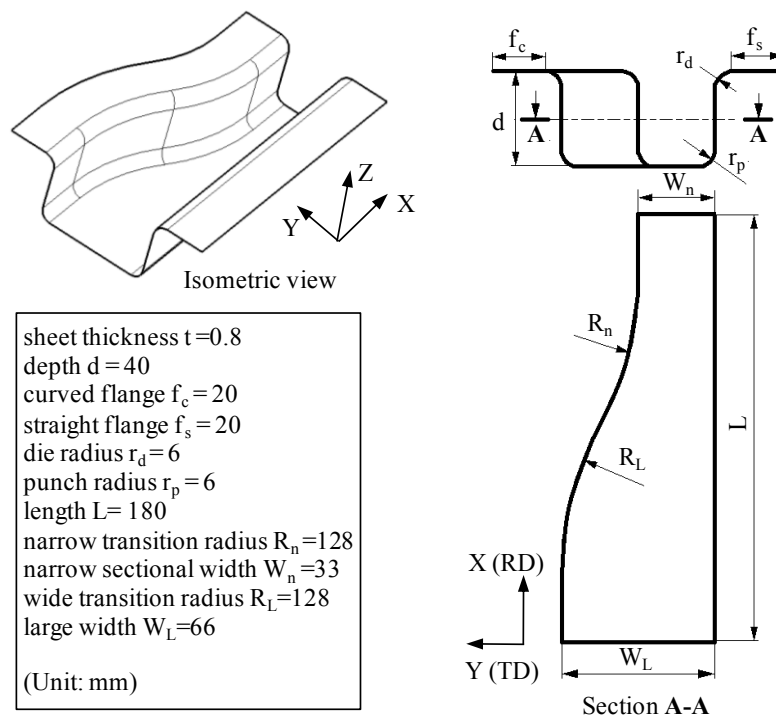 Z
X
Y
Isometric view
sheet thickness t =0.8
depth d = 40
curved flange f_c = 20
straight flange f_s = 20
die radius r_d = 6
punch radius r_p = 6
length L= 180
narrow transition radius R_n =128
narrow sectional width W_n =33
wide transition radius R_L=128
large width W_L=66
(Unit: mm)
f_c
f_s
r_d
d
A
A
r_p
W_n
R_n
L
R_L
X (RD)
Y (TD)
W_L
Section A-A